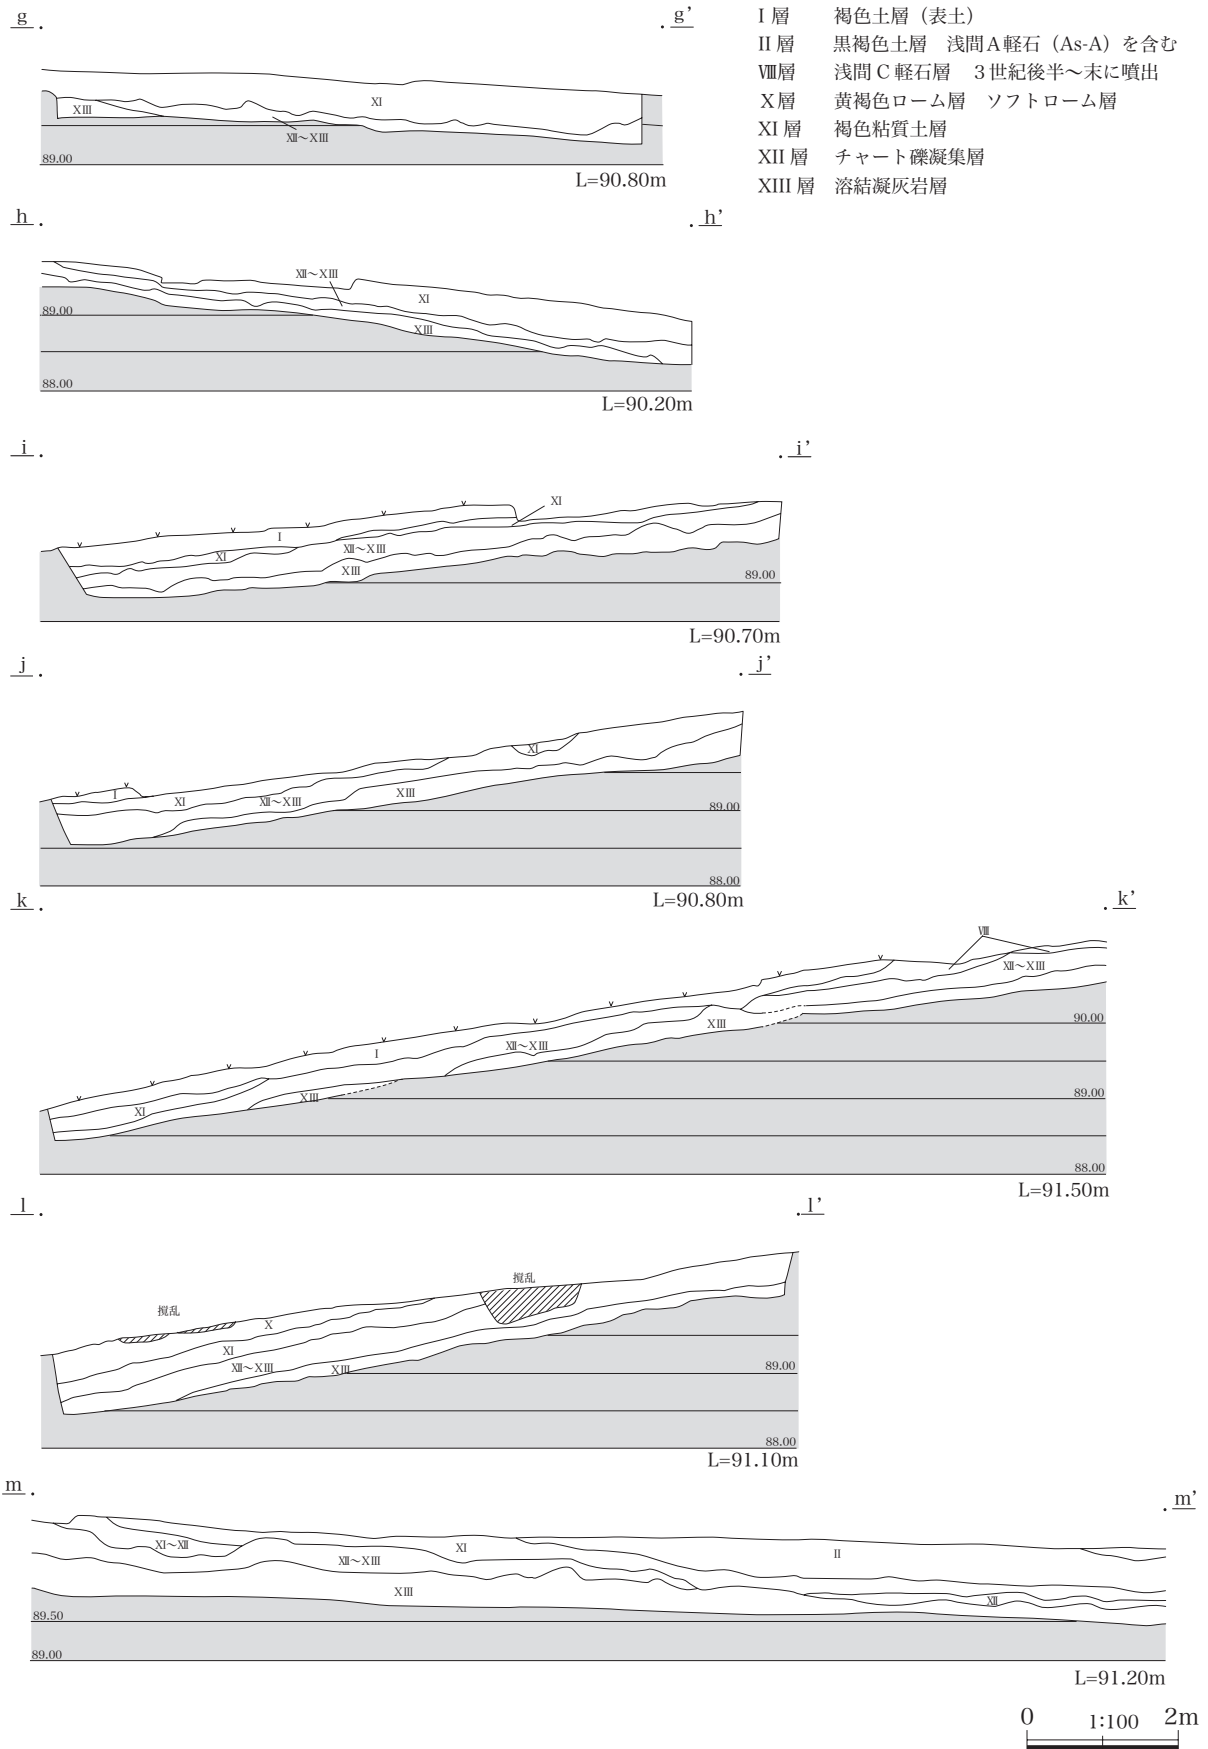 g g’
I 層 褐色土層（表土）
II 層 黒褐色土層 浅間A軽石（As-A）を含む
Ⅷ層 浅間 C 軽石層 ３世紀後半～末に噴出
Ⅹ層 黄褐色ローム層 ソフトローム層
XI 層 褐色粘質土層
XII 層 チャート礫凝集層
XIII 層 溶結凝灰岩層
XI
XIII
Ⅻ～XIII
89.00
L=90.80m
h h’
Ⅻ～XIII
XI
89.00
XIII
88.00
L=90.20m
i i’
XI
I
XI
Ⅻ～XIII
XIII
89.00
L=90.70m
j j’
XI
I
XI
Ⅻ～XIII
XIII
89.00
88.00
L=90.80m
k k’
Ⅷ
Ⅻ～XIII
XIII
90.00
Ⅻ～XIII
I
XIII
89.00
XI
88.00
L=91.50m
l l’
攪乱
攪乱
X
XI
Ⅻ～XIII
XIII
89.00
88.00
L=91.10m
m m’
XI～Ⅻ
XI
II
Ⅻ～XIII
XIII
Ⅻ
89.50
89.00
L=91.20m
0 1:100 2m